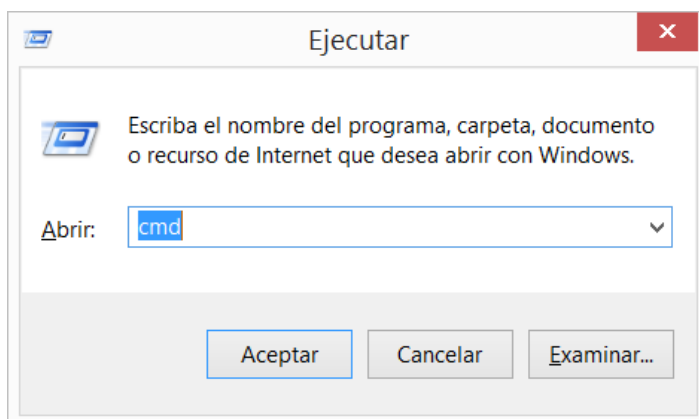 Ejecutar
Escriba el nombre del programa, carpeta, documento
o recurso de Internet que desea abrir con Windows.
Abrir: cmd
Aceptar Cancelar Examinar...